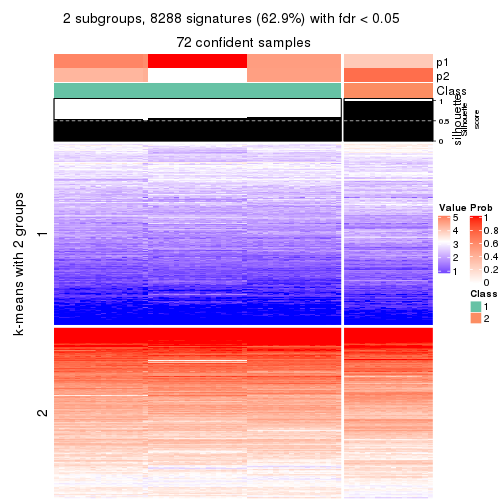 2 subgroups, 8288 signatures (62.9%) with fdr < 0.05
72 confident samples
p1
p2
Class
1
0.5
0
silhouette
Silhouette
score
k-means with 2 groups
1
2
Value
5
4
3
2
1
Prob
1
0.8
0.6
0.4
0.2
0
Class
1
2